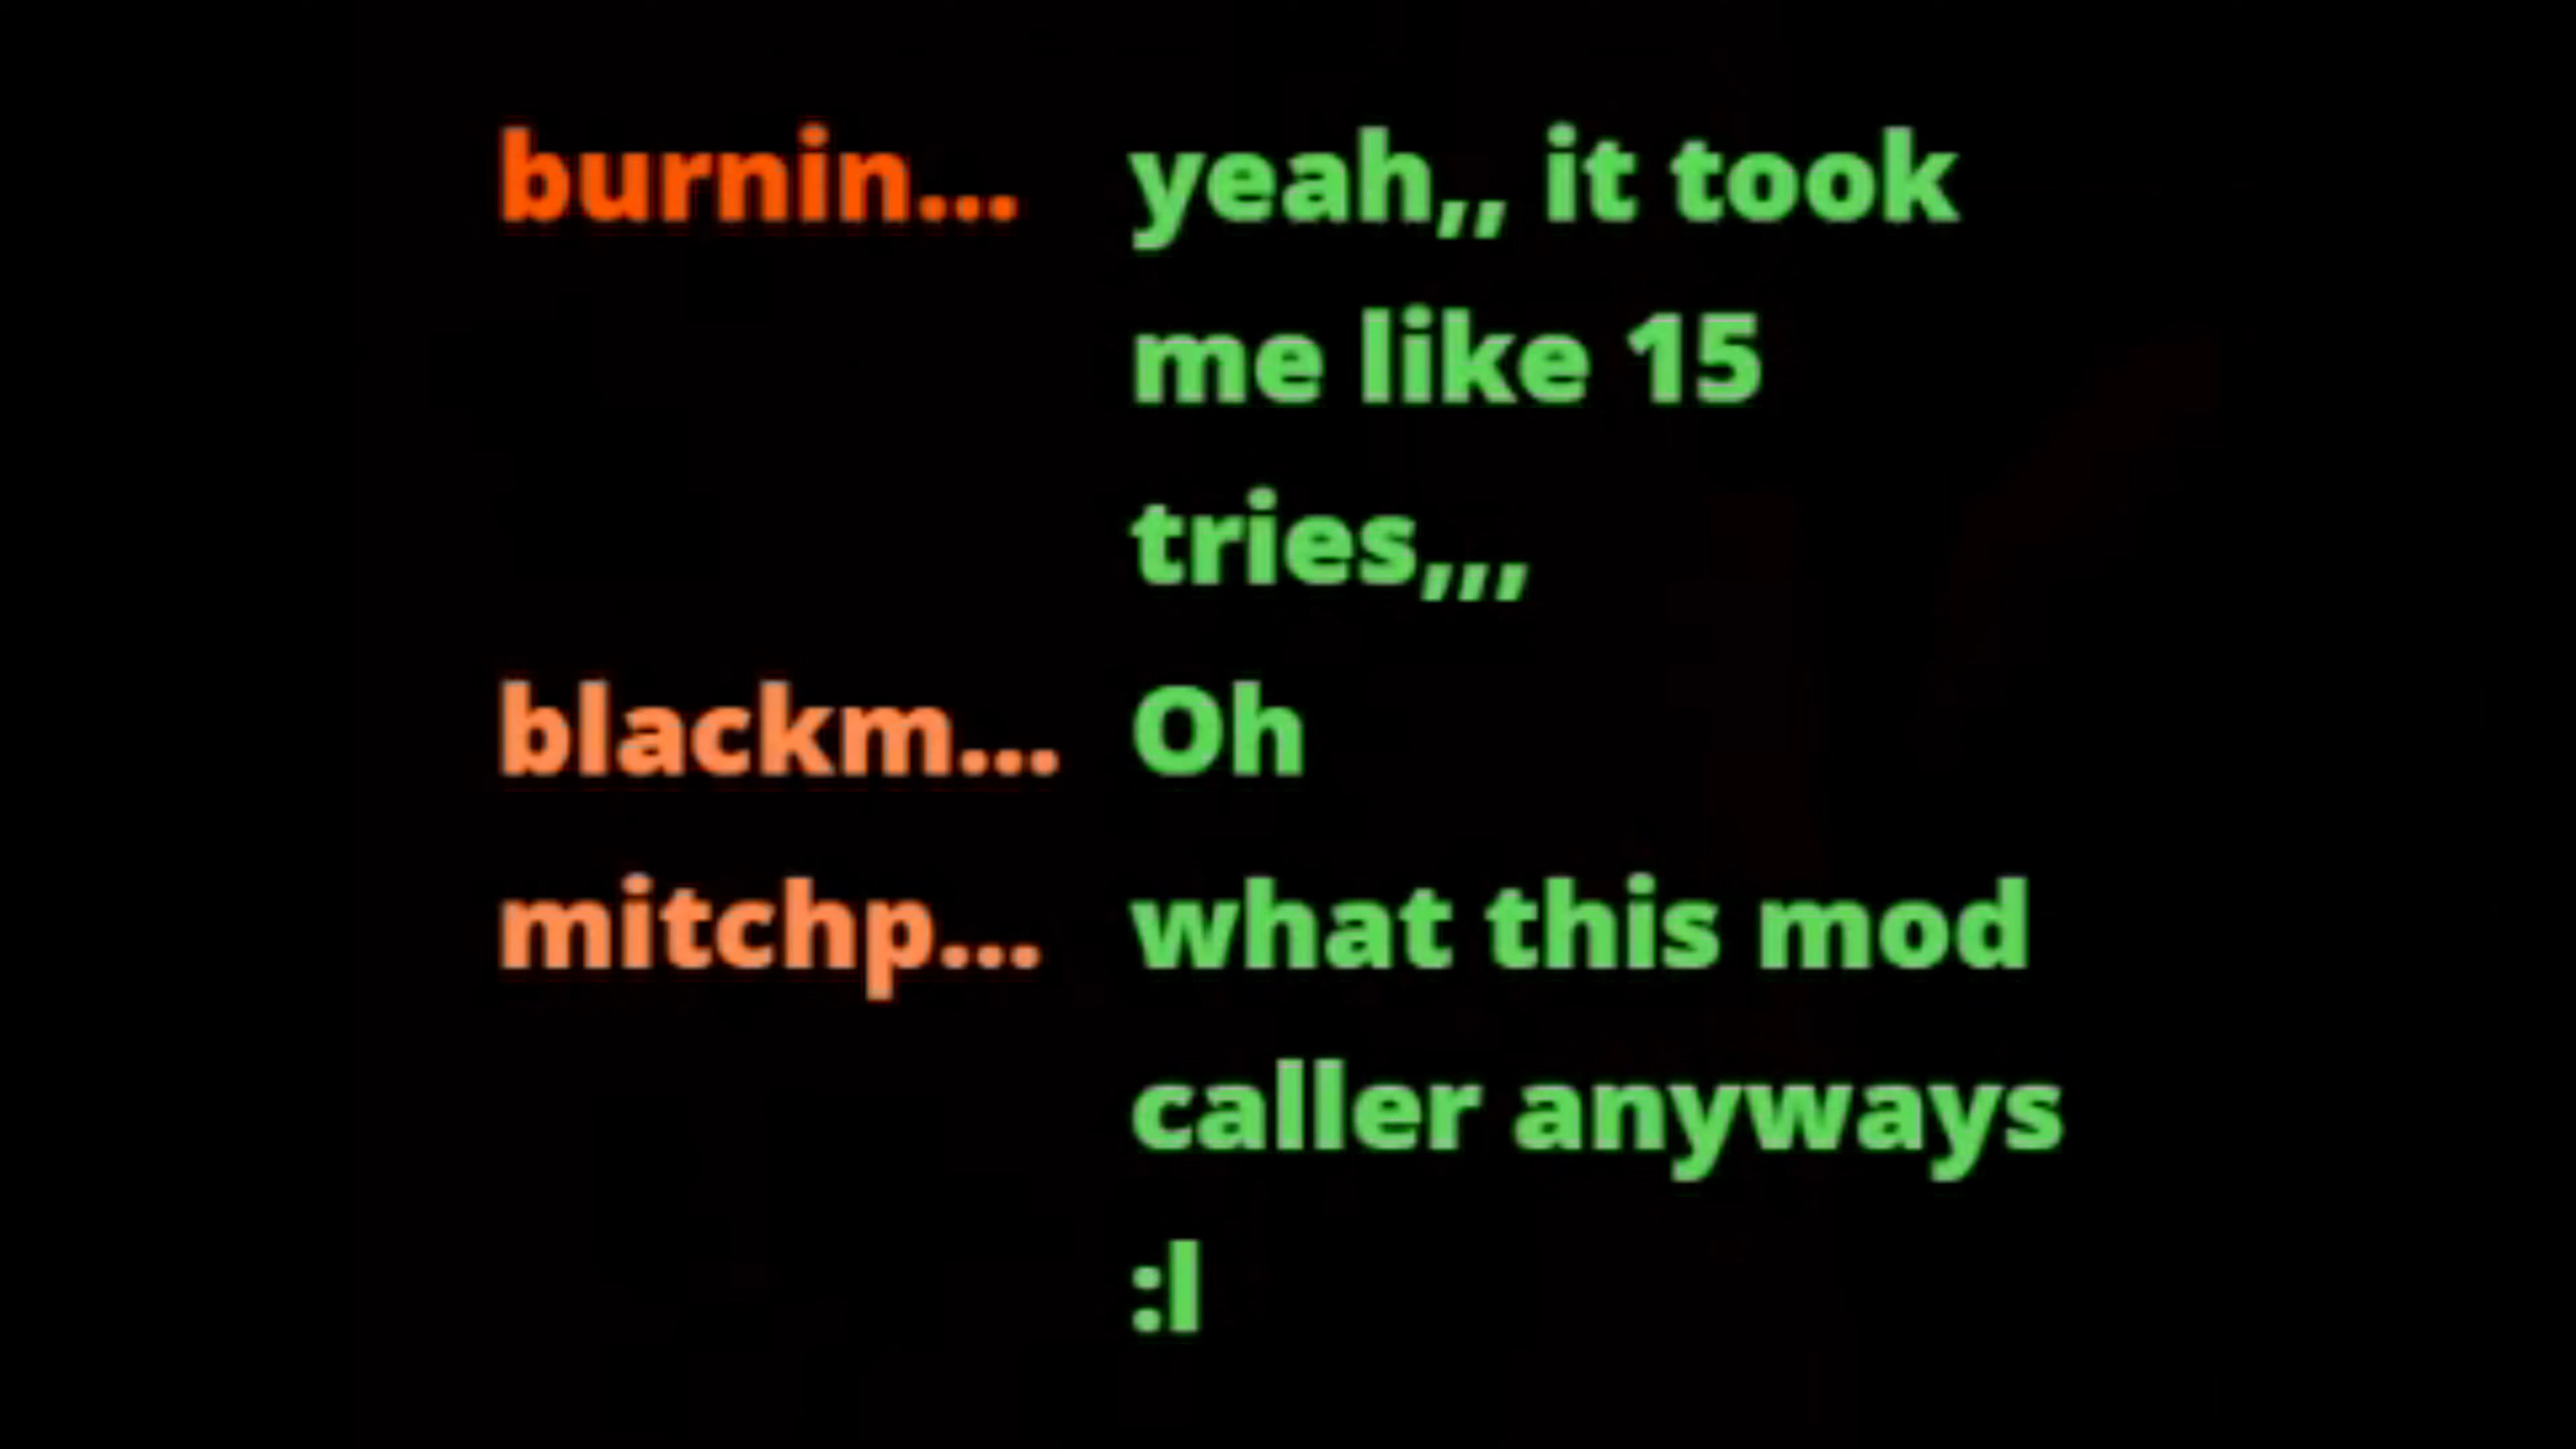 burnin... yeah,, it took
me like 15
tries,,,
blackm... Oh
mitchp... what this mod
caller anyways
:l